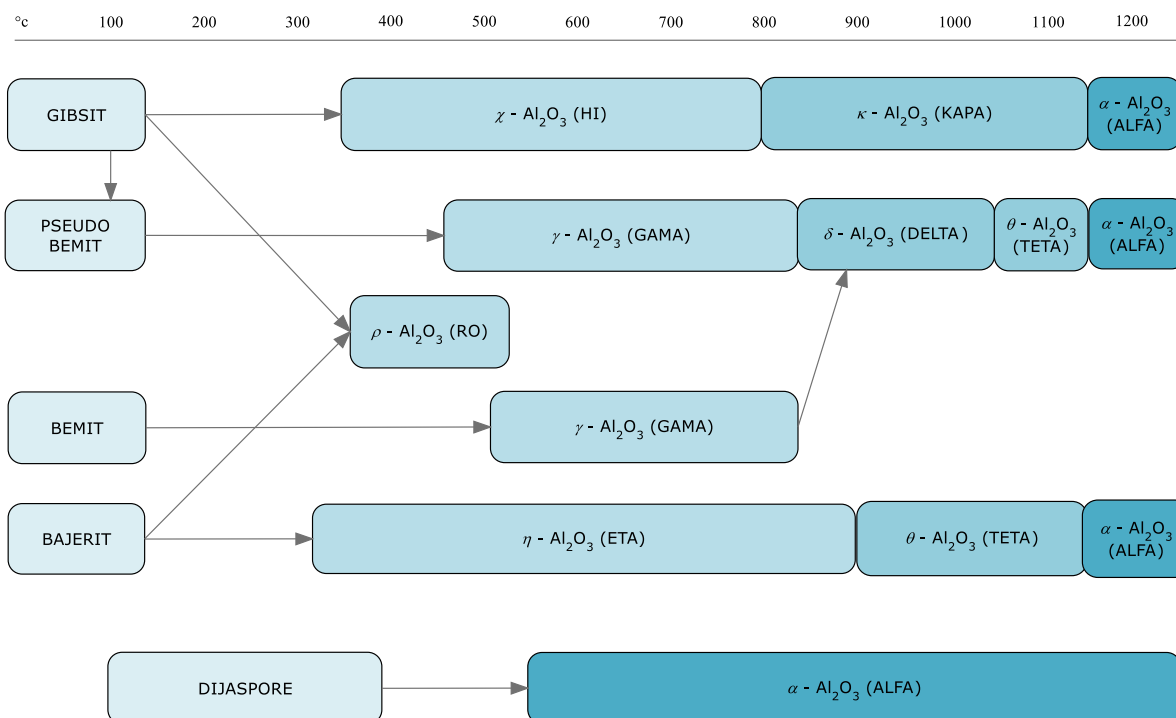 °c 100 200 300 400 500 600 700 800 900 1000 1100 1200
GIBSIT
χ - Al₂O₃ (HI)
κ - Al₂O₃ (KAPA)
α - Al₂O₃
(ALFA)
PSEUDO
BEMIT
γ - Al₂O₃ (GAMA)
δ - Al₂O₃ (DELTA)
θ - Al₂O₃
(TETA)
α - Al₂O₃
(ALFA)
ρ - Al₂O₃ (RO)
BEMIT
γ - Al₂O₃ (GAMA)
BAJERIT
η - Al₂O₃ (ETA)
θ - Al₂O₃ (TETA)
α - Al₂O₃
(ALFA)
DIJASPORE
α - Al₂O₃ (ALFA)